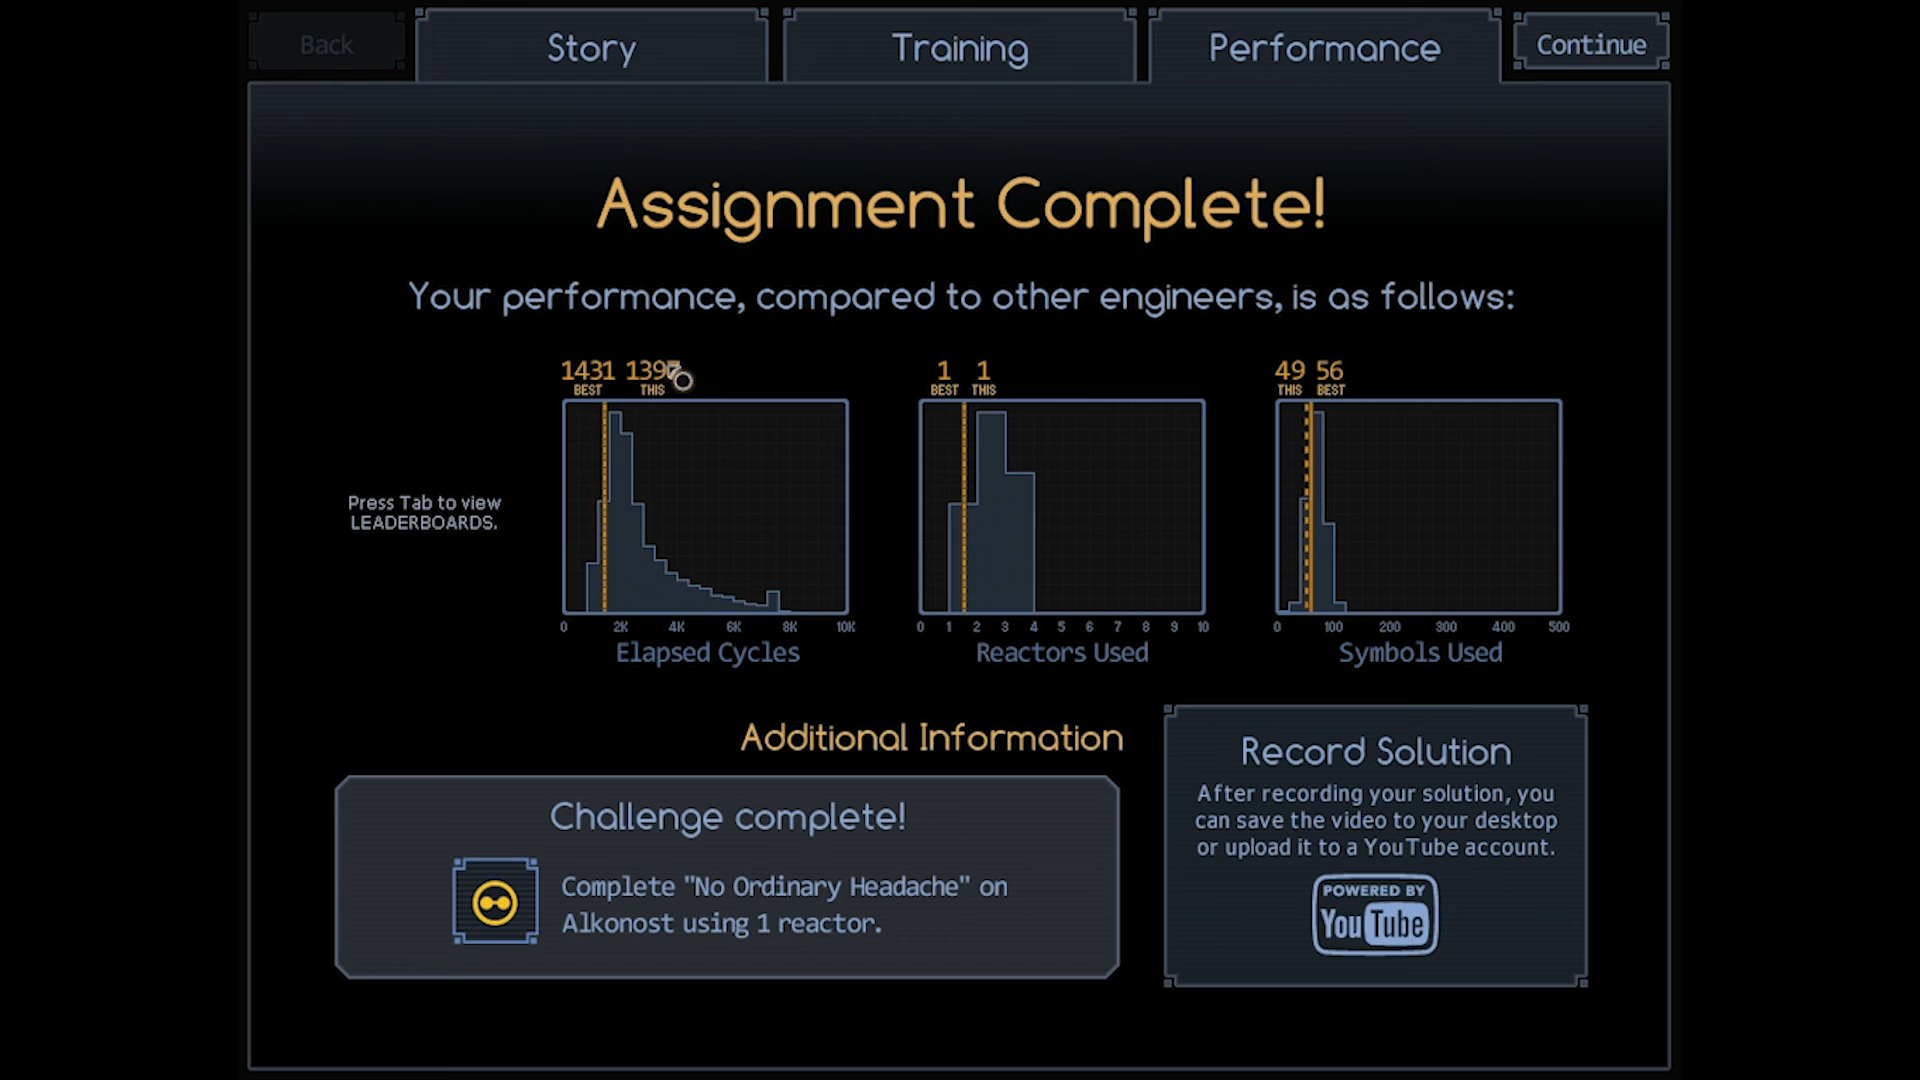 Back
Story
Training
Performance
Continue
Assignment Complete!
Your performance, compared to other engineers, is as follows:
1431
BEST THIS
1 1
BEST THIS
49 56
THIS BEST
Press Tab to view
LEADERBOARDS.
0 2K 4K 6K 8K 10K
Elapsed Cycles
0 1 2 3 4 5 6 7 8 9 10
Reactors Used
0 100 200 300 400 500
Symbols Used
Additional Information
Challenge complete!
Complete "No Ordinary Headache" on
Alkonost using 1 reactor.
Record Solution
After recording your solution, you
can save the video to your desktop
or upload it to a YouTube account.
POWERED BY
YouTube